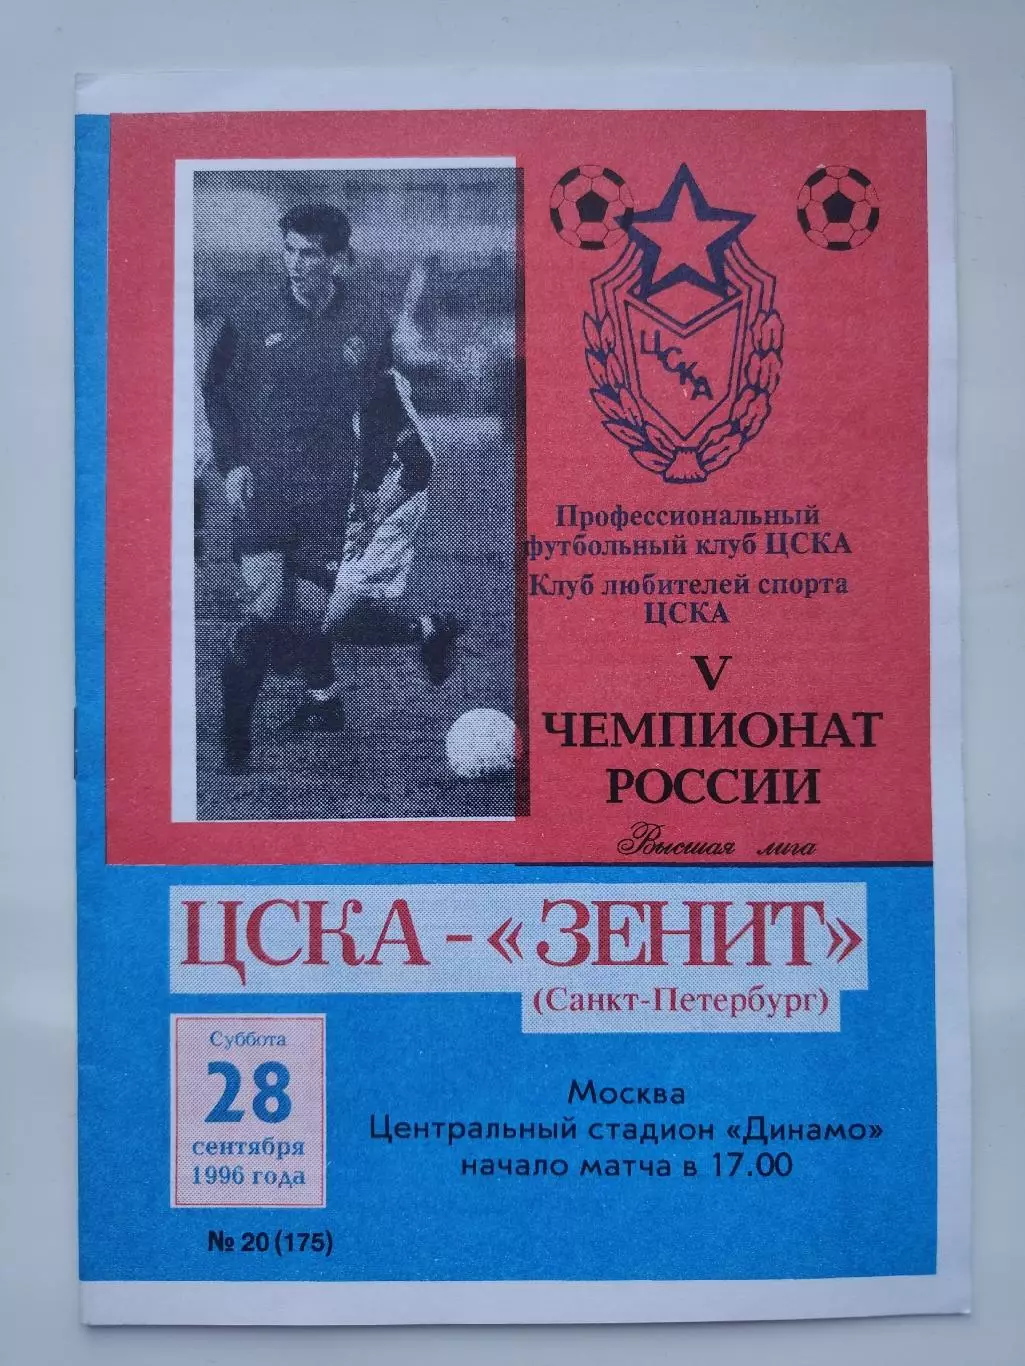 ЦСКА
Профессиональный
футбольный клуб ЦСКА
Клуб любителей спорта
ЦСКА
V
ЧЕМПИОНАТ
РОССИИ
Высшая лига
ЦСКА - «ЗЕНИТ»
(Санкт-Петербург)
Суббота
28
сентября
1996 года
Москва
Центральный стадион «Динамо»
начало матча в 17.00
№ 20 (175)